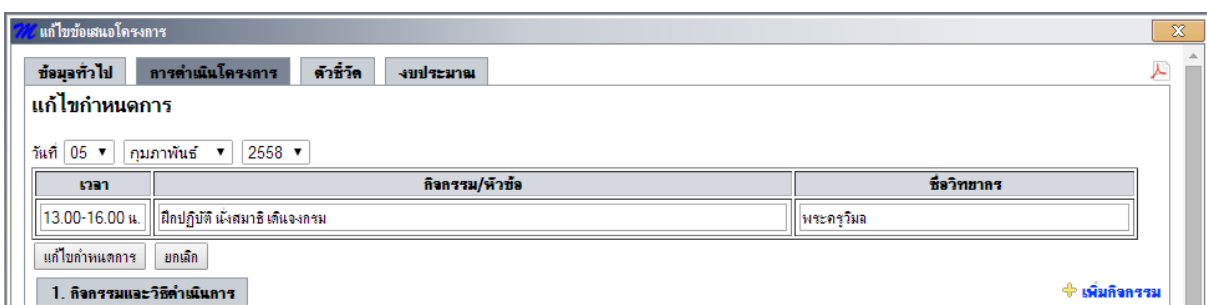 แก้ไขข้อเสนอโครงการ
ข้อมูลทั่วไป การดำเนินโครงการ ตัวชี้วัด งบประมาณ
แก้ไขกำหนดการ
วันที่ 05 กุมภาพันธ์ 2558
เวลา กิจกรรม/หัวข้อ ชื่อวิทยากร
13.00-16.00 น. ฝึกปฏิบัติ นั่งสมาธิ เดินจงกรม พระครูวิมล
แก้ไขกำหนดการ ยกเลิก
1. กิจกรรมและวิธีดำเนินการ เพิ่มกิจกรรม